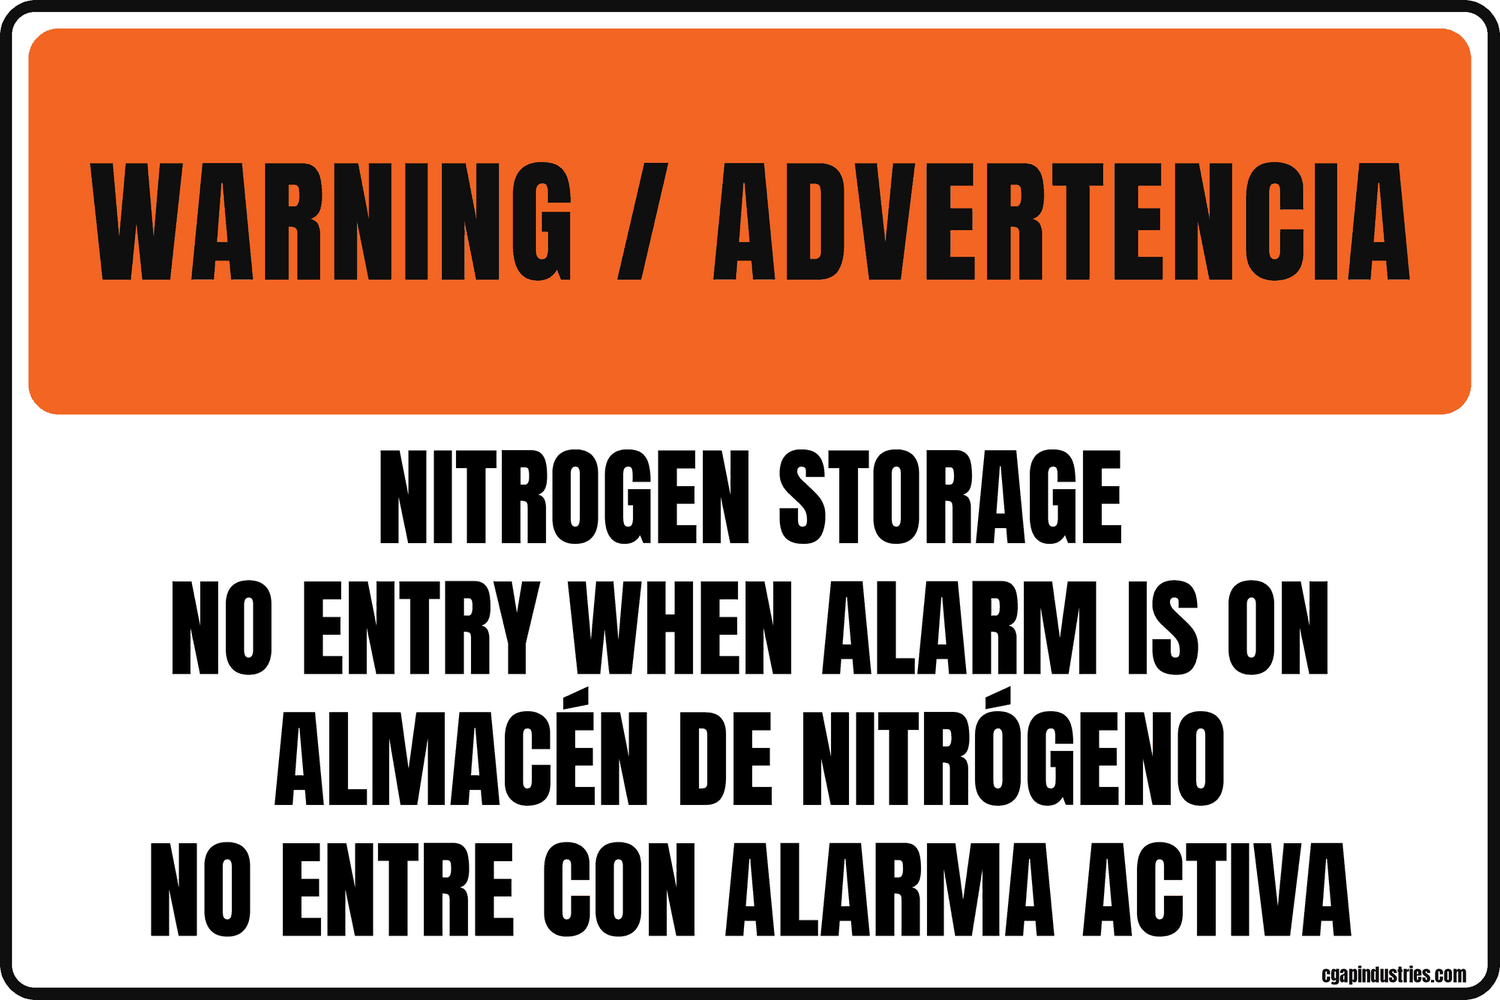 WARNING / ADVERTENCIA
NITROGEN STORAGE
NO ENTRY WHEN ALARM IS ON
ALMACÉN DE NITRÓGENO
NO ENTRE CON ALARMA ACTIVA
cgapindustries.com